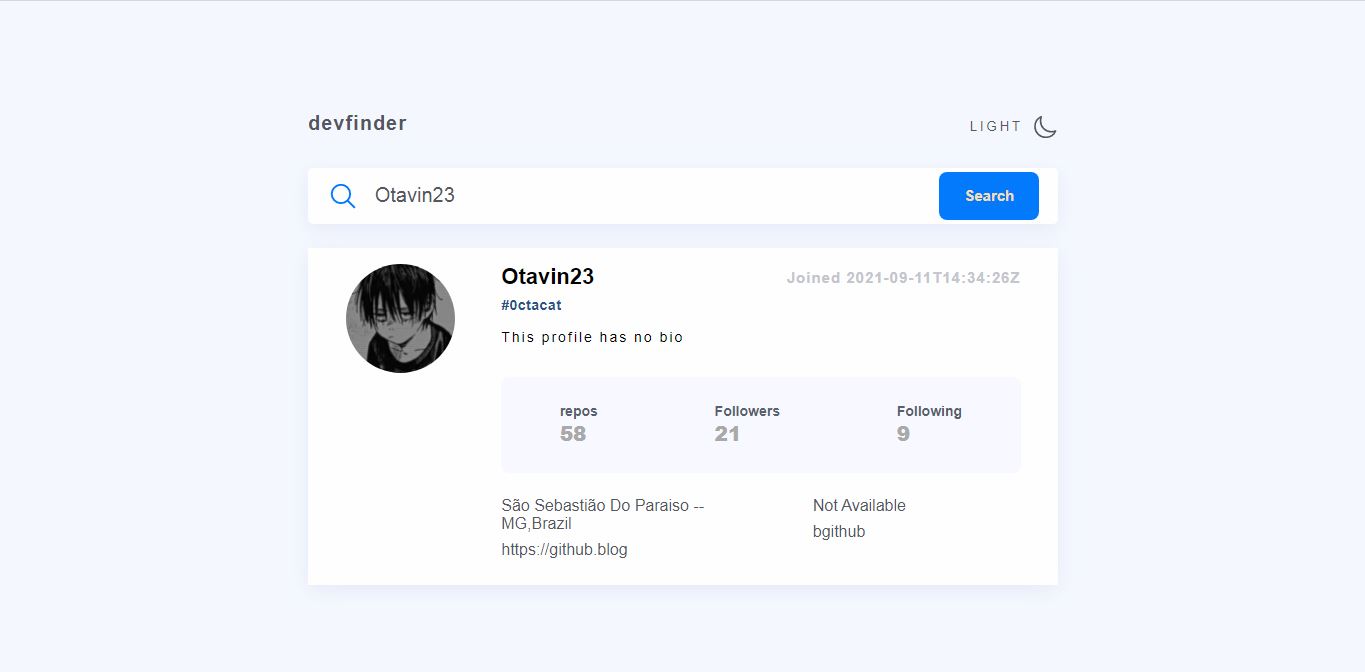 devfinder
LIGHT
Otavin23
Search
Otavin23
Joined 2021-09-11T14:34:26Z
#0ctacat
This profile has no bio
repos Followers Following
58 21 9
São Sebastião Do Paraiso --
MG,Brazil
https://github.blog
Not Available
bgithub